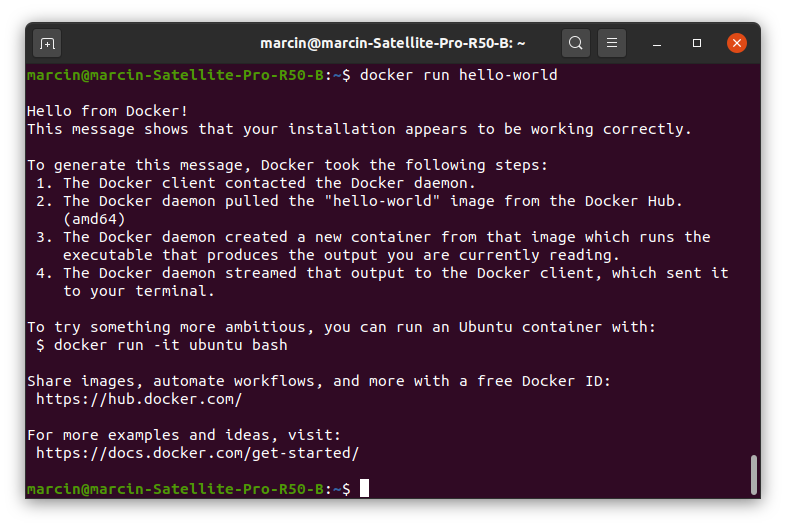 marcin@marcin-Satellite-Pro-R50-B: ~
marcin@marcin-Satellite-Pro-R50-B:~$ docker run hello-world
Hello from Docker!
This message shows that your installation appears to be working correctly.
To generate this message, Docker took the following steps:
1. The Docker client contacted the Docker daemon.
2. The Docker daemon pulled the "hello-world" image from the Docker Hub.
(amd64)
3. The Docker daemon created a new container from that image which runs the
executable that produces the output you are currently reading.
4. The Docker daemon streamed that output to the Docker client, which sent it
to your terminal.
To try something more ambitious, you can run an Ubuntu container with:
$ docker run -it ubuntu bash
Share images, automate workflows, and more with a free Docker ID:
https://hub.docker.com/
For more examples and ideas, visit:
https://docs.docker.com/get-started/
marcin@marcin-Satellite-Pro-R50-B:~$